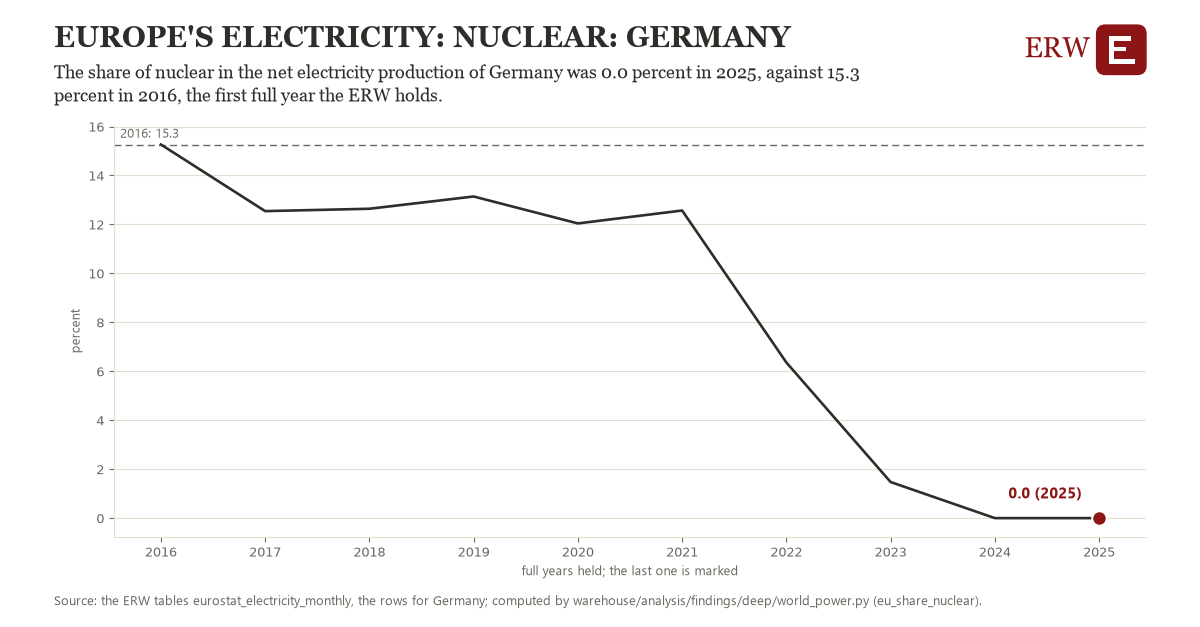 EUROPE'S ELECTRICITY: NUCLEAR: GERMANY
ERW E
The share of nuclear in the net electricity production of Germany was 0.0 percent in 2025, against 15.3
percent in 2016, the first full year the ERW holds.
16
2016: 15.3
14
12
10
8
6
4
2
0
percent
0.0 (2025)
2016 2017 2018 2019 2020 2021 2022 2023 2024 2025
full years held; the last one is marked
Source: the ERW tables eurostat_electricity_monthly, the rows for Germany; computed by warehouse/analysis/findings/deep/world_power.py (eu_share_nuclear).